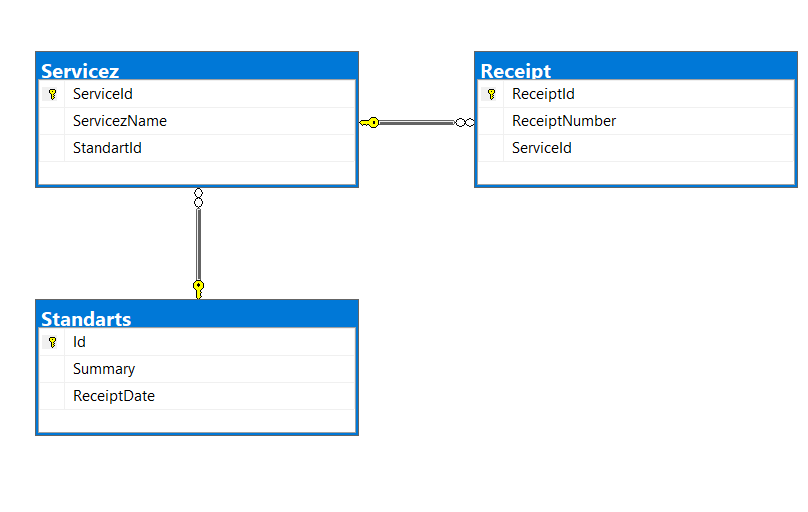 Servicez
ServiceId
ServicezName
StandartId
Receipt
ReceiptId
ReceiptNumber
ServiceId
Standarts
Id
Summary
ReceiptDate